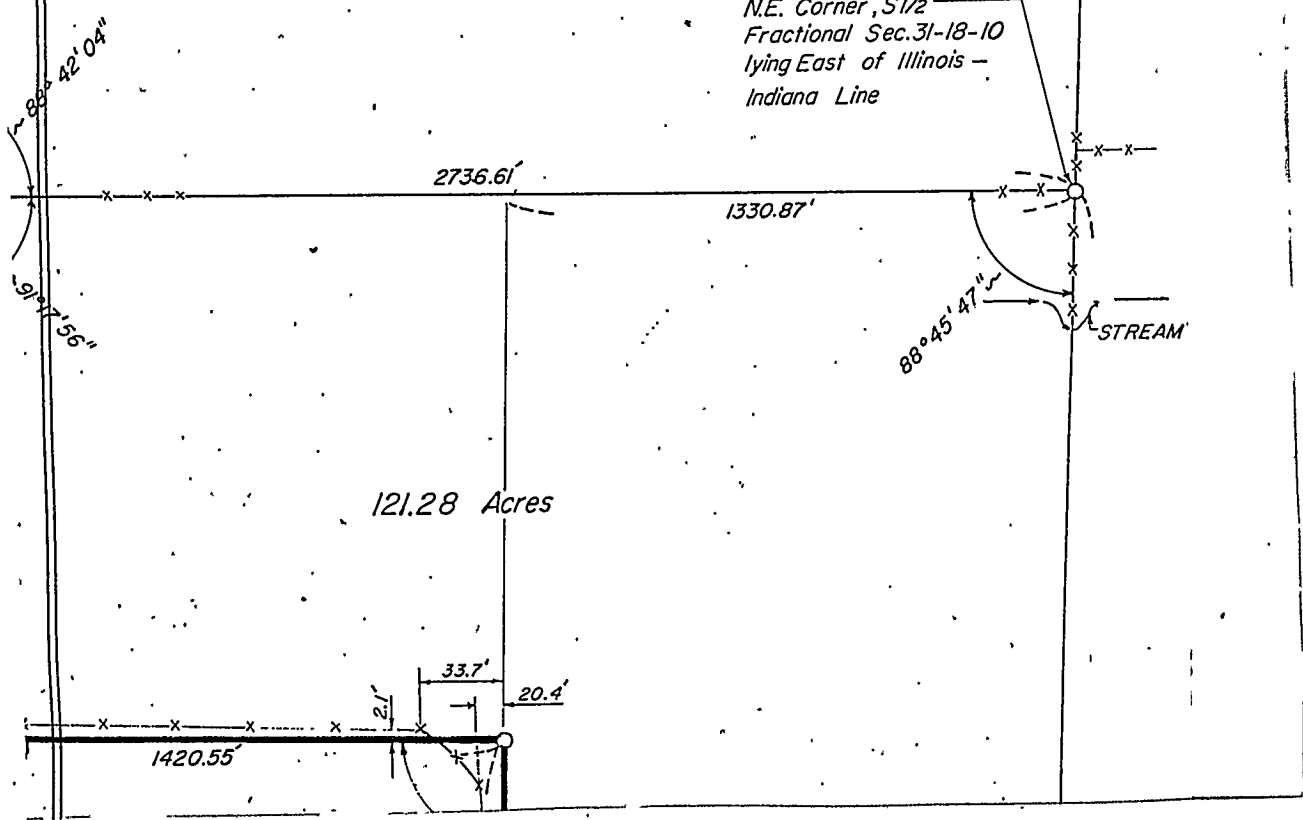 N.E. Corner, S1/2
Fractional Sec.31-18-10
lying East of Illinois –
Indiana Line
88° 42' 04"
2736.61'
1330.87'
91°17'56"
88°45'47"
STREAM
121.28 Acres
33.7'
20.4'
2.1'
1420.55'